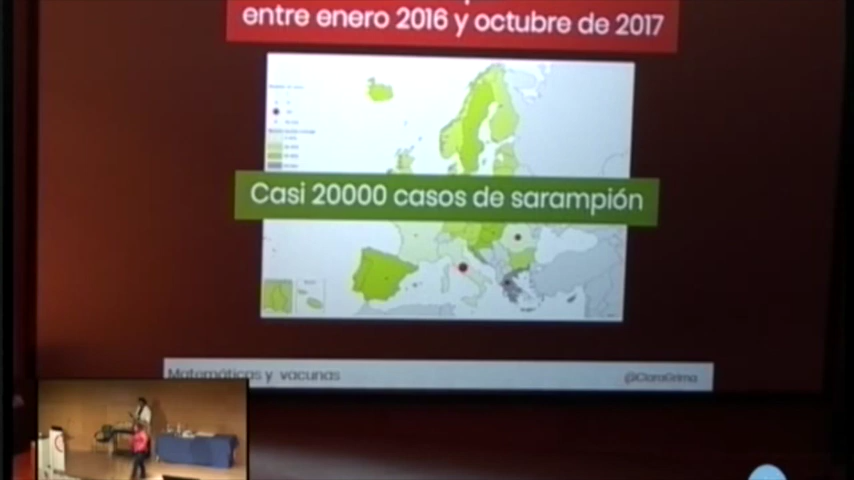 entre enero 2016 y octubre de 2017
Casi 20000 casos de sarampión
Matemáticas y vacunas
@ClaraGrima